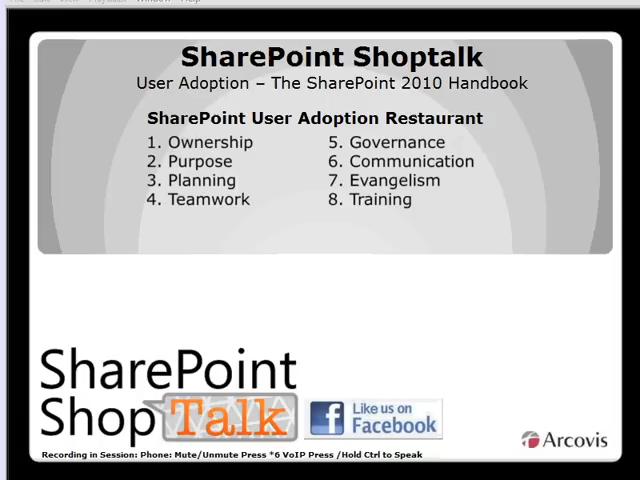 SharePoint Shoptalk
User Adoption – The SharePoint 2010 Handbook
SharePoint User Adoption Restaurant
1. Ownership
2. Purpose
3. Planning
4. Teamwork
5. Governance
6. Communication
7. Evangelism
8. Training
SharePoint
Shop Talk
Like us on
Facebook
Arcovis
Recording in Session: Phone: Mute/Unmute Press *6 VoIP Press /Hold Ctrl to Speak